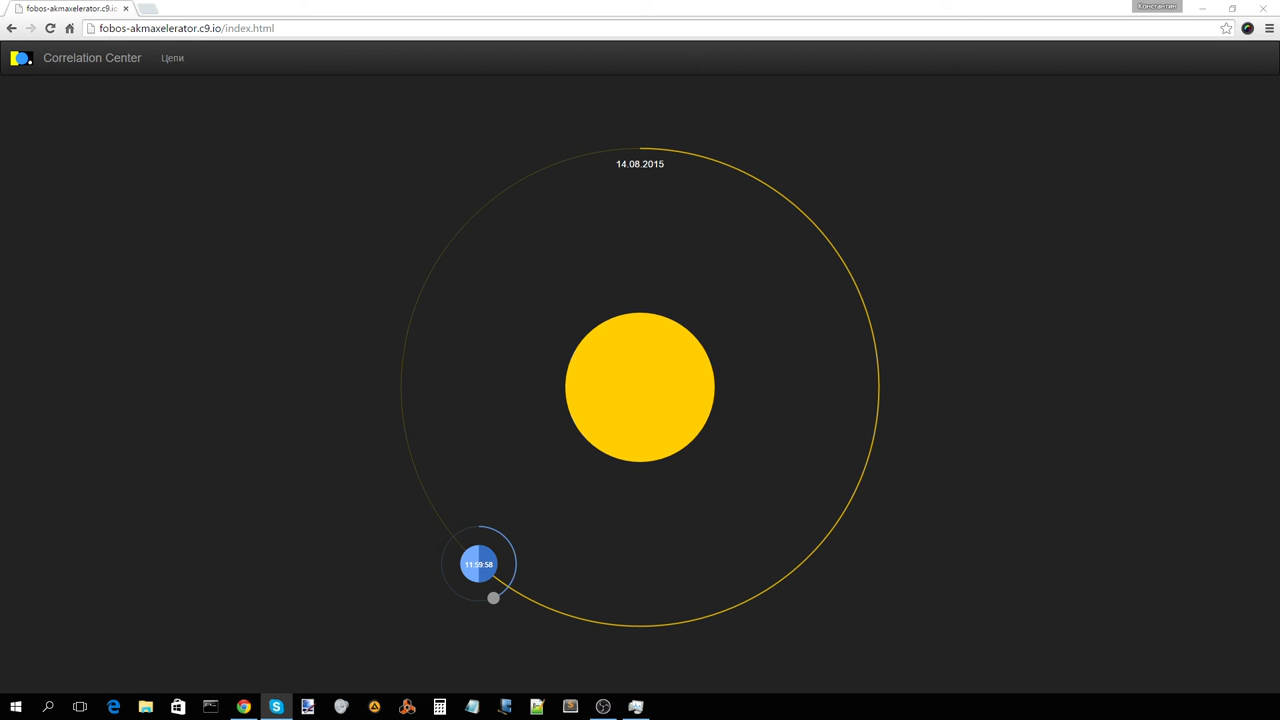 fobos-akmaxelerator.c9.io
Константин
fobos-akmaxelerator.c9.io/index.html
Correlation Center
Цепи
14.08.2015
11:59:58